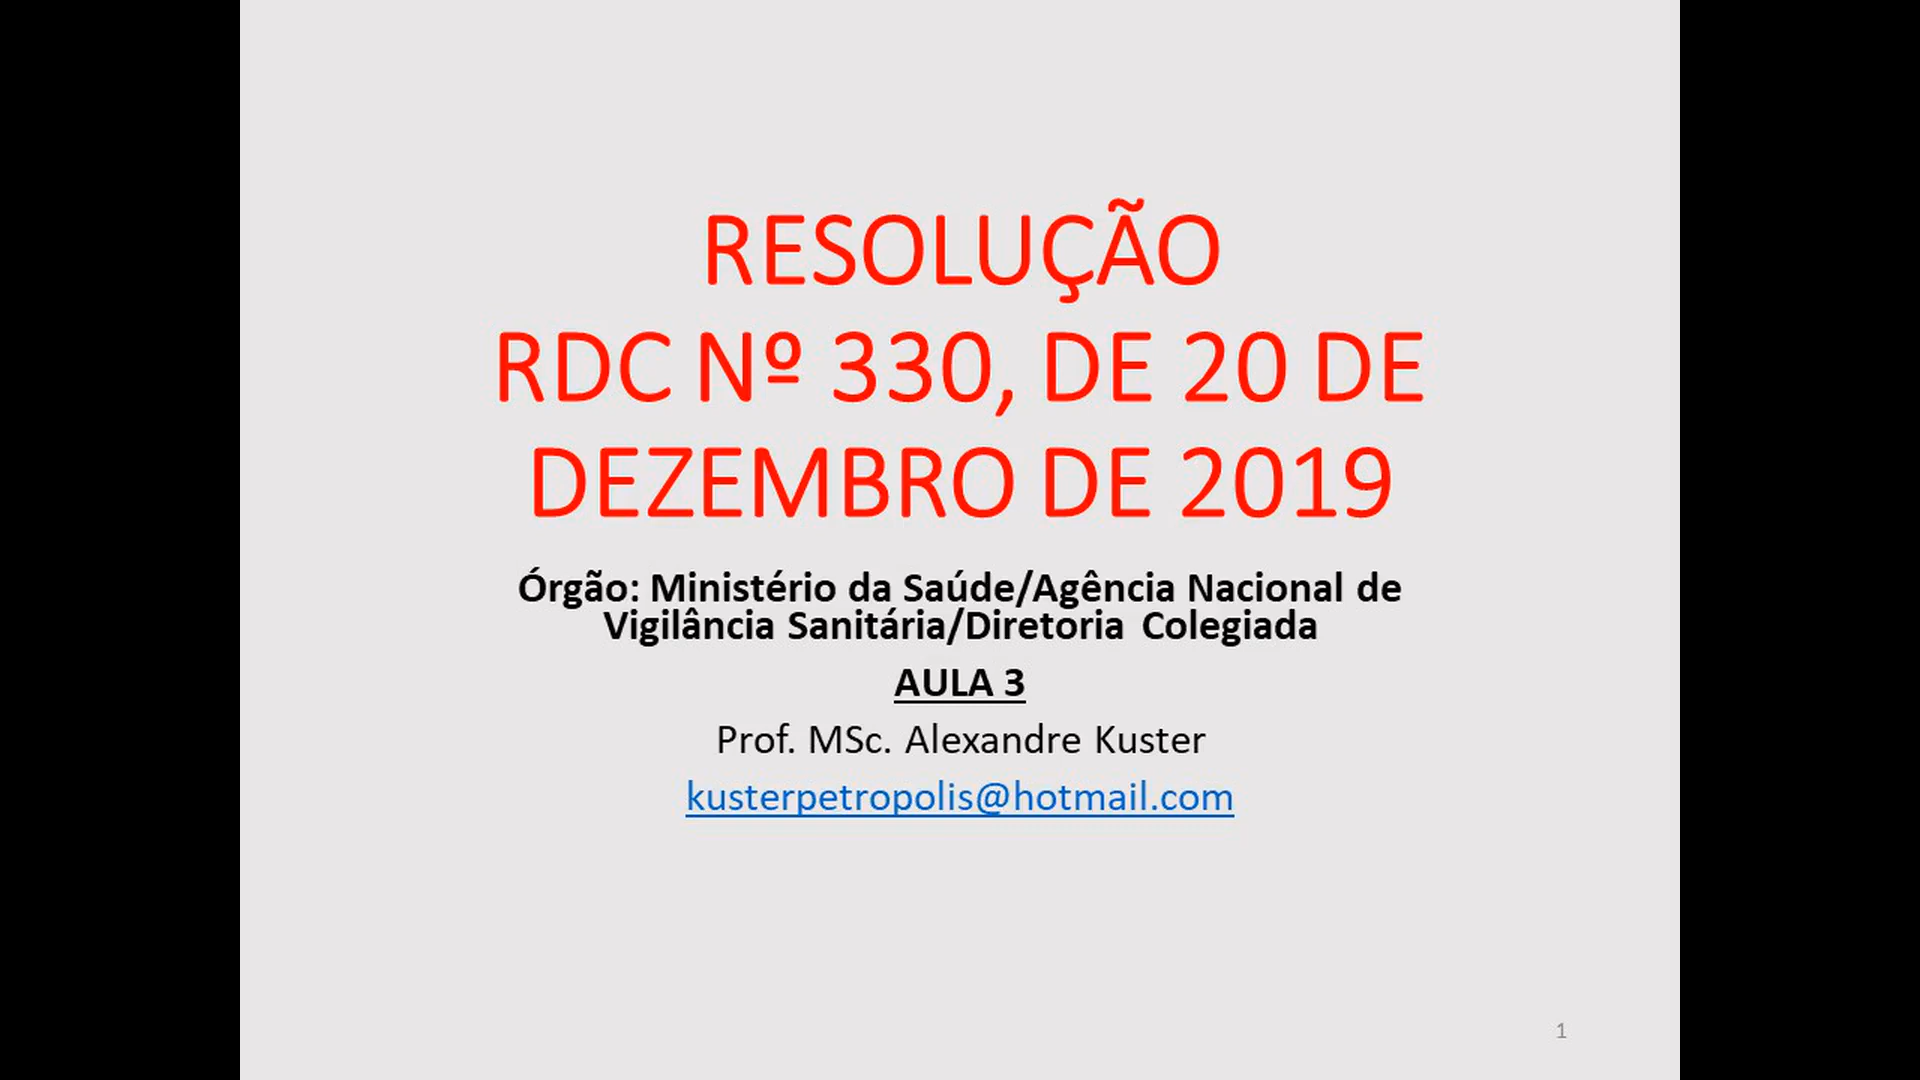 RESOLUÇÃO
RDC Nº 330, DE 20 DE
DEZEMBRO DE 2019
Órgão: Ministério da Saúde/Agência Nacional de
Vigilância Sanitária/Diretoria Colegiada
AULA 3
Prof. MSc. Alexandre Kuster
kusterpetropolis@hotmail.com
1